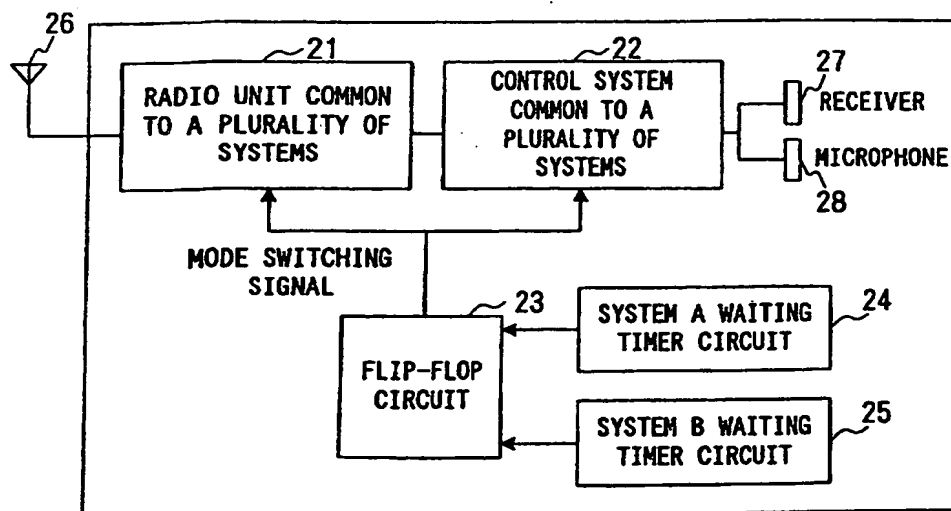 26
21
RADIO UNIT COMMON
TO A PLURALITY OF
SYSTEMS
22
CONTROL SYSTEM
COMMON TO A
PLURALITY OF
SYSTEMS
27
RECEIVER
MICROPHONE
28
MODE SWITCHING
SIGNAL
23
FLIP-FLOP
CIRCUIT
SYSTEM A WAITING
TIMER CIRCUIT
24
SYSTEM B WAITING
TIMER CIRCUIT
25